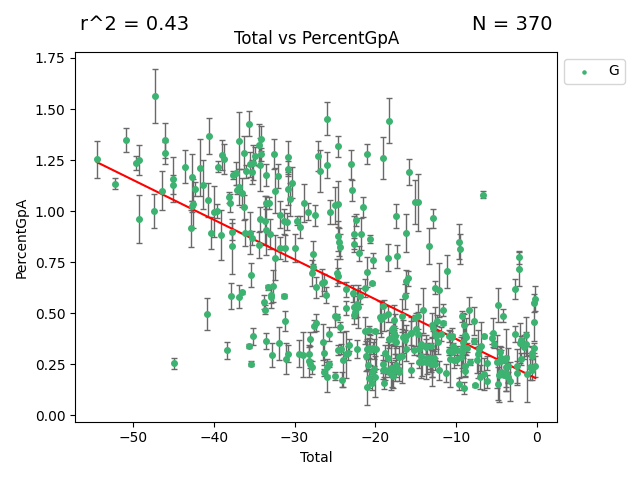 r^2 = 0.43
N = 370
Total vs PercentGpA
G
1.75
1.50
1.25
1.00
0.75
0.50
0.25
0.00
PercentGpA
−50
−40
−30
−20
−10
0
Total